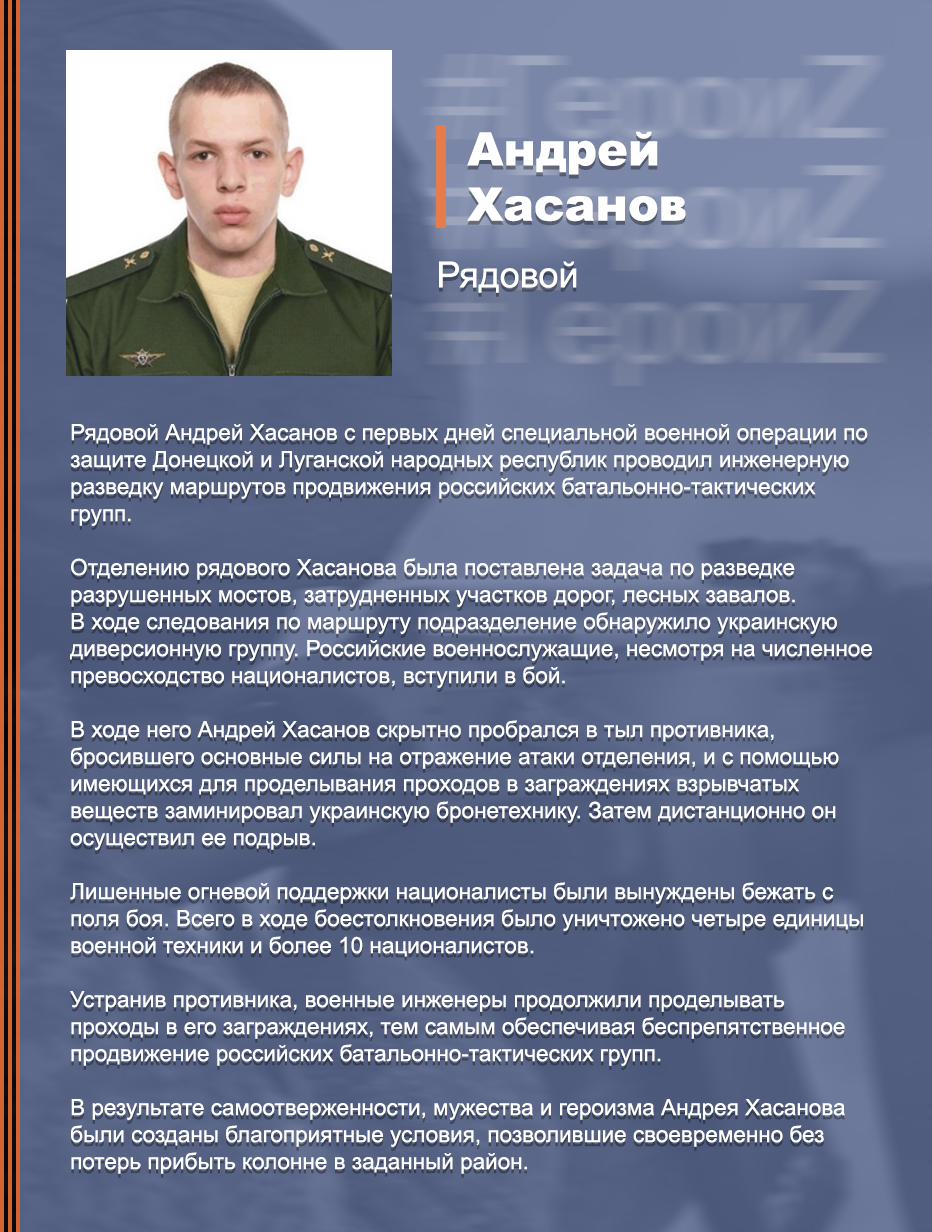 #ГероиZ
Андрей
#ГероиZ
Хасанов
Рядовой
#ГероиZ
Рядовой Андрей Хасанов с первых дней специальной военной операции по
защите Донецкой и Луганской народных республик проводил инженерную
разведку маршрутов продвижения российских батальонно-тактических
групп.
Отделению рядового Хасанова была поставлена задача по разведке
разрушенных мостов, затрудненных участков дорог, лесных завалов.
В ходе следования по маршруту подразделение обнаружило украинскую
диверсионную группу. Российские военнослужащие, несмотря на численное
превосходство националистов, вступили в бой.
В ходе него Андрей Хасанов скрытно пробрался в тыл противника,
бросившего основные силы на отражение атаки отделения, и с помощью
имеющихся для проделывания проходов в заграждениях взрывчатых
веществ заминировал украинскую бронетехнику. Затем дистанционно он
осуществил ее подрыв.
Лишенные огневой поддержки националисты были вынуждены бежать с
поля боя. Всего в ходе боестолкновения было уничтожено четыре единицы
военной техники и более 10 националистов.
Устранив противника, военные инженеры продолжили проделывать
проходы в его заграждениях, тем самым обеспечивая беспрепятственное
продвижение российских батальонно-тактических групп.
В результате самоотверженности, мужества и героизма Андрея Хасанова
были созданы благоприятные условия, позволившие своевременно без
потерь прибыть колонне в заданный район.